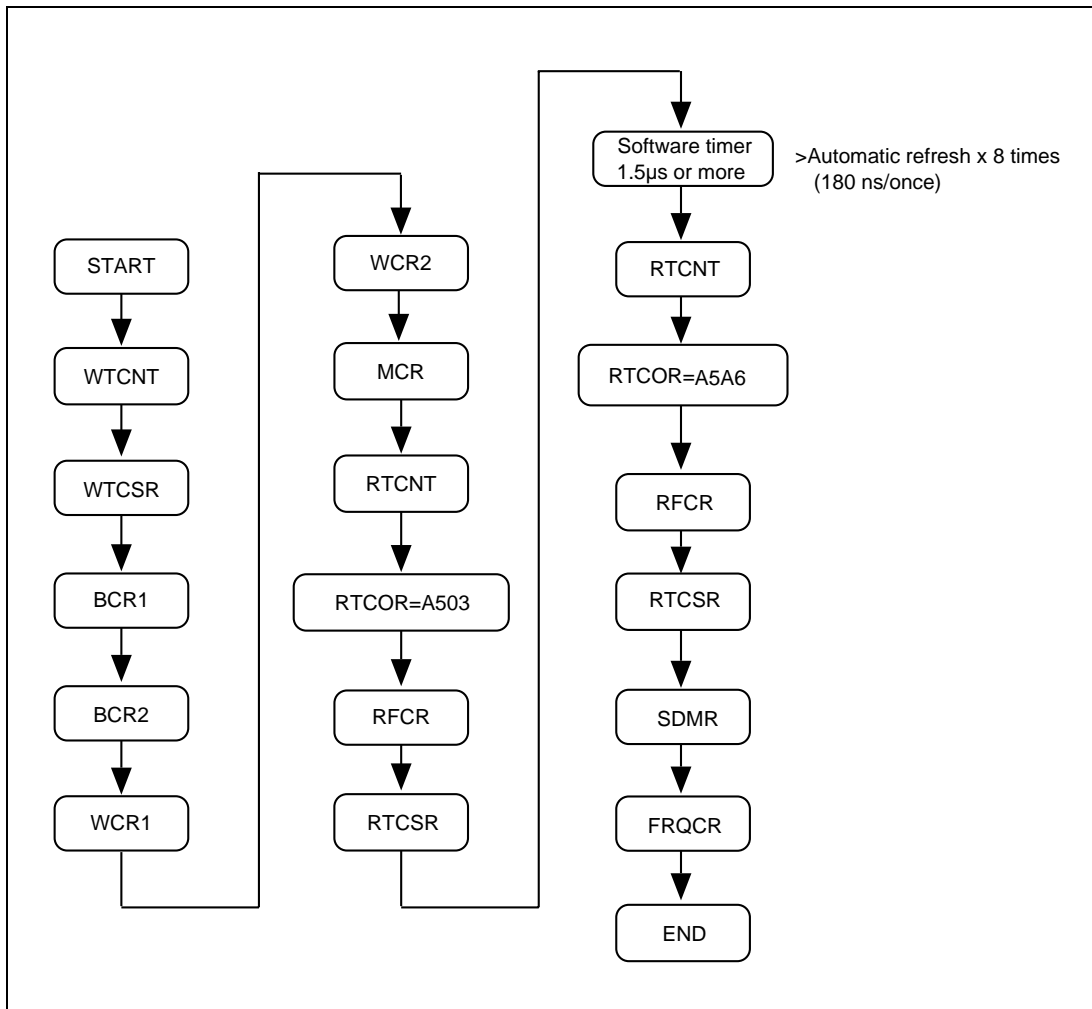 START
WTCNT
WTCSR
BCR1
BCR2
WCR1
WCR2
MCR
RTCNT
RTCOR=A503
RFCR
RTCSR
Software timer
1.5µs or more
>Automatic refresh x 8 times
(180 ns/once)
RTCNT
RTCOR=A5A6
RFCR
RTCSR
SDMR
FRQCR
END